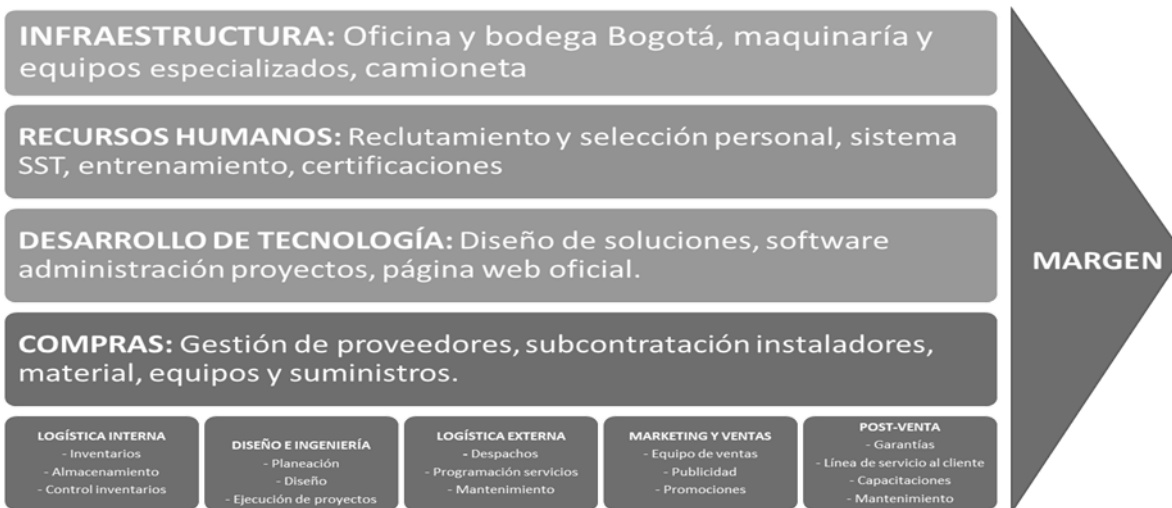 INFRAESTRUCTURA: Oficina y bodega Bogotá, maquinaría y
equipos especializados, camioneta
RECURSOS HUMANOS: Reclutamiento y selección personal, sistema
SST, entrenamiento, certificaciones
DESARROLLO DE TECNOLOGÍA: Diseño de soluciones, software
administración proyectos, página web oficial.
COMPRAS: Gestión de proveedores, subcontratación instaladores,
material, equipos y suministros.
MARGEN
LOGÍSTICA INTERNA
- Inventarios
- Almacenamiento
- Control inventarios
DISEÑO E INGENIERÍA
- Planeación
- Diseño
- Ejecución de proyectos
LOGÍSTICA EXTERNA
- Despachos
- Programación servicios
- Mantenimiento
MARKETING Y VENTAS
- Equipo de ventas
- Publicidad
- Promociones
POST-VENTA
- Garantías
- Línea de servicio al cliente
- Capacitaciones
- Mantenimiento